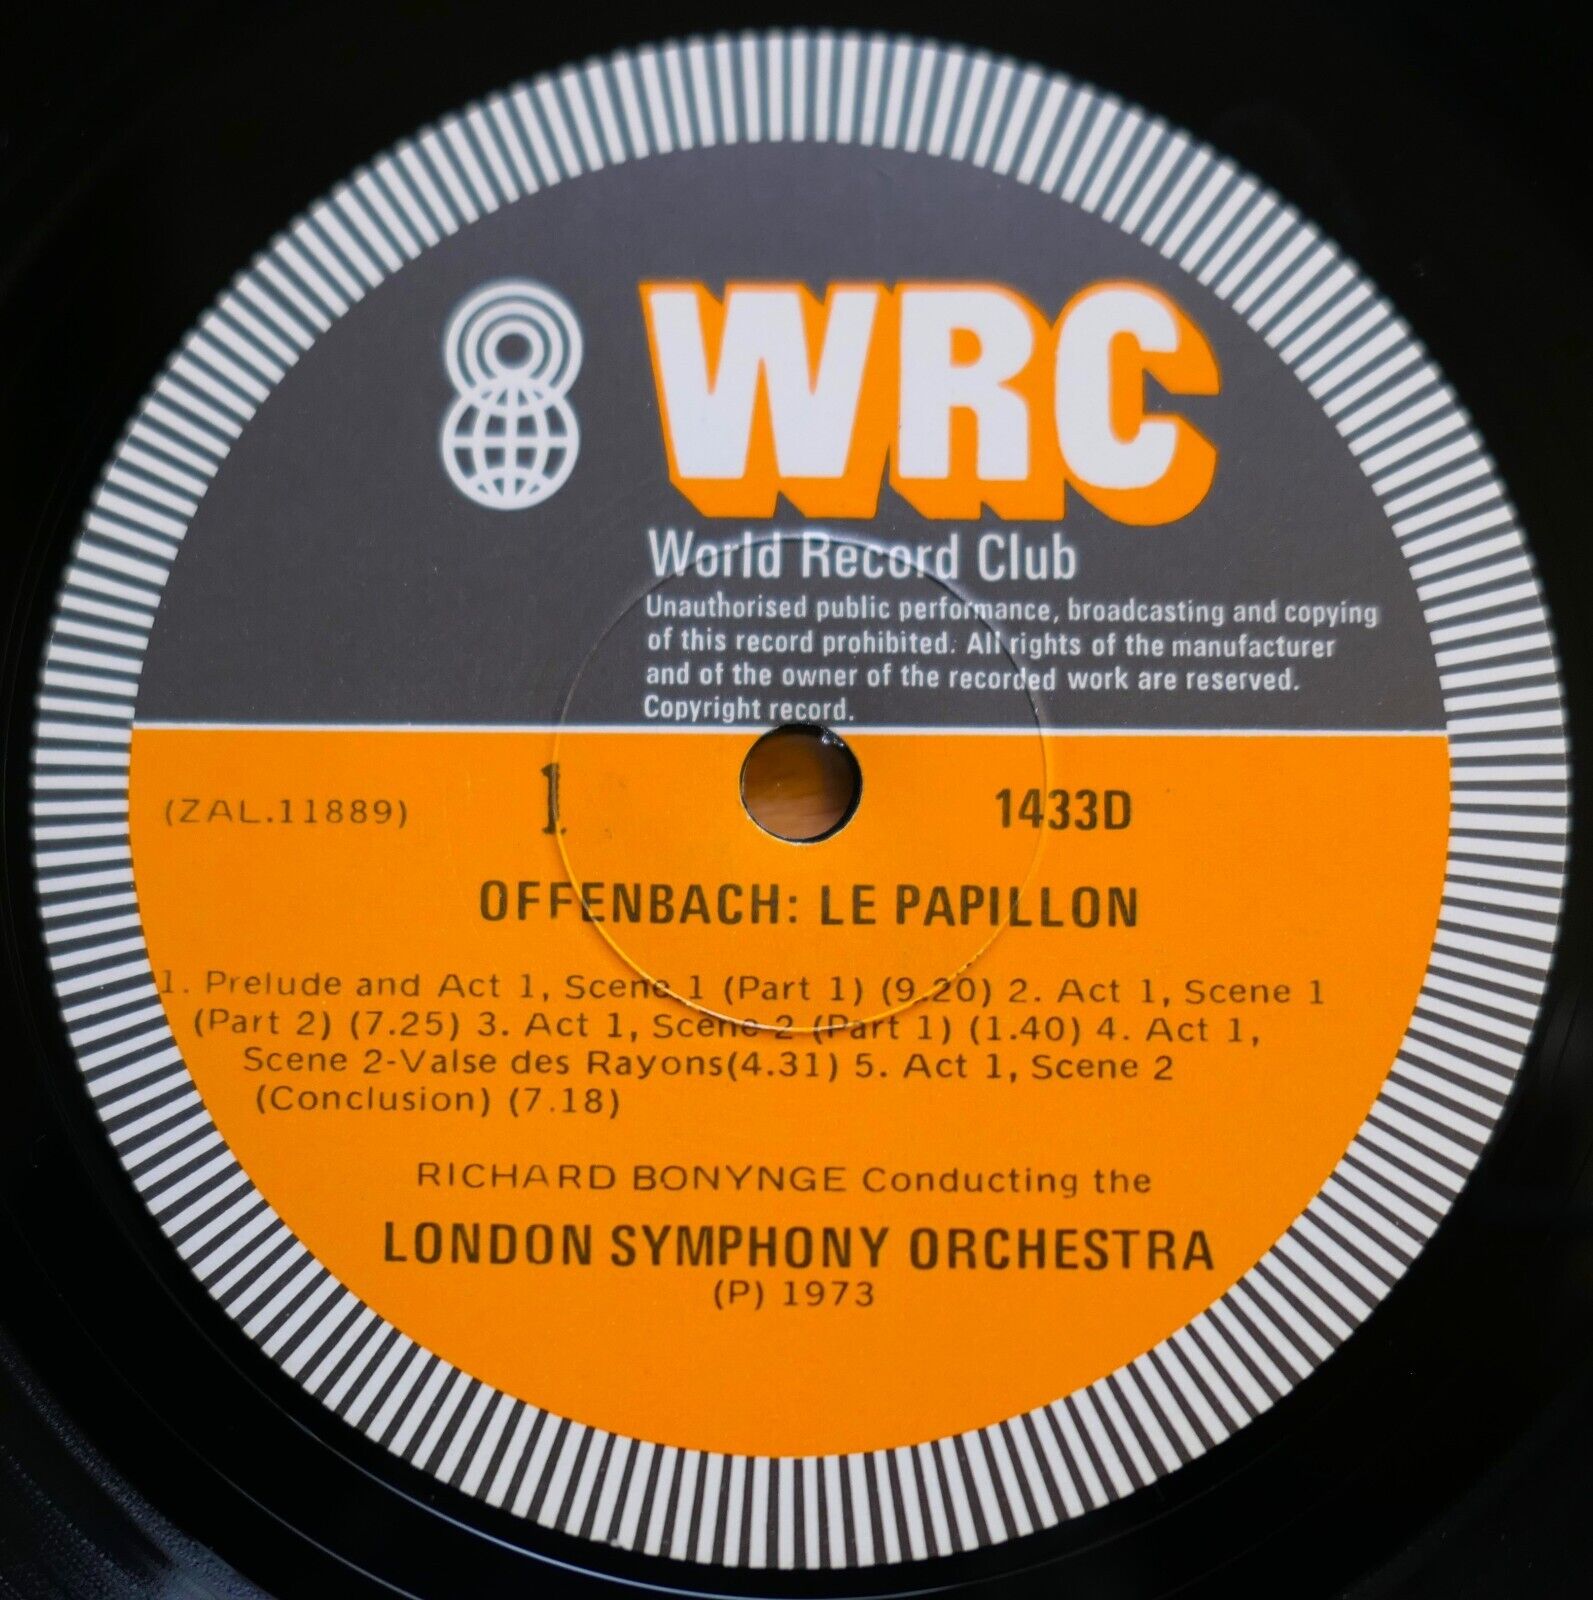 WRC
World Record Club
Unauthorised public performance, broadcasting and copying
of this record prohibited. All rights of the manufacturer
and of the owner of the recorded work are reserved.
Copyright record.
(ZAL.11889) 1 1433D
OFFENBACH: LE PAPILLON
1. Prelude and Act 1, Scene 1 (Part 1) (9.20) 2. Act 1, Scene 1
(Part 2) (7.25) 3. Act 1, Scene 2 (Part 1) (1.40) 4. Act 1,
Scene 2-Valse des Rayons(4.31) 5. Act 1, Scene 2
(Conclusion) (7.18)
RICHARD BONYNGE Conducting the
LONDON SYMPHONY ORCHESTRA
(P) 1973